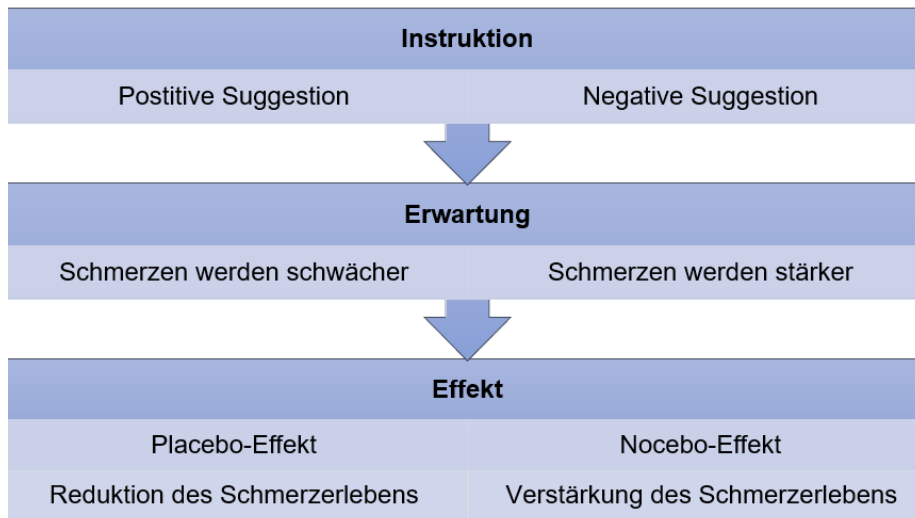 Instruktion
Postitive Suggestion
Negative Suggestion
Erwartung
Schmerzen werden schwächer
Schmerzen werden stärker
Effekt
Placebo-Effekt
Nocebo-Effekt
Reduktion des Schmerzerlebens
Verstärkung des Schmerzerlebens